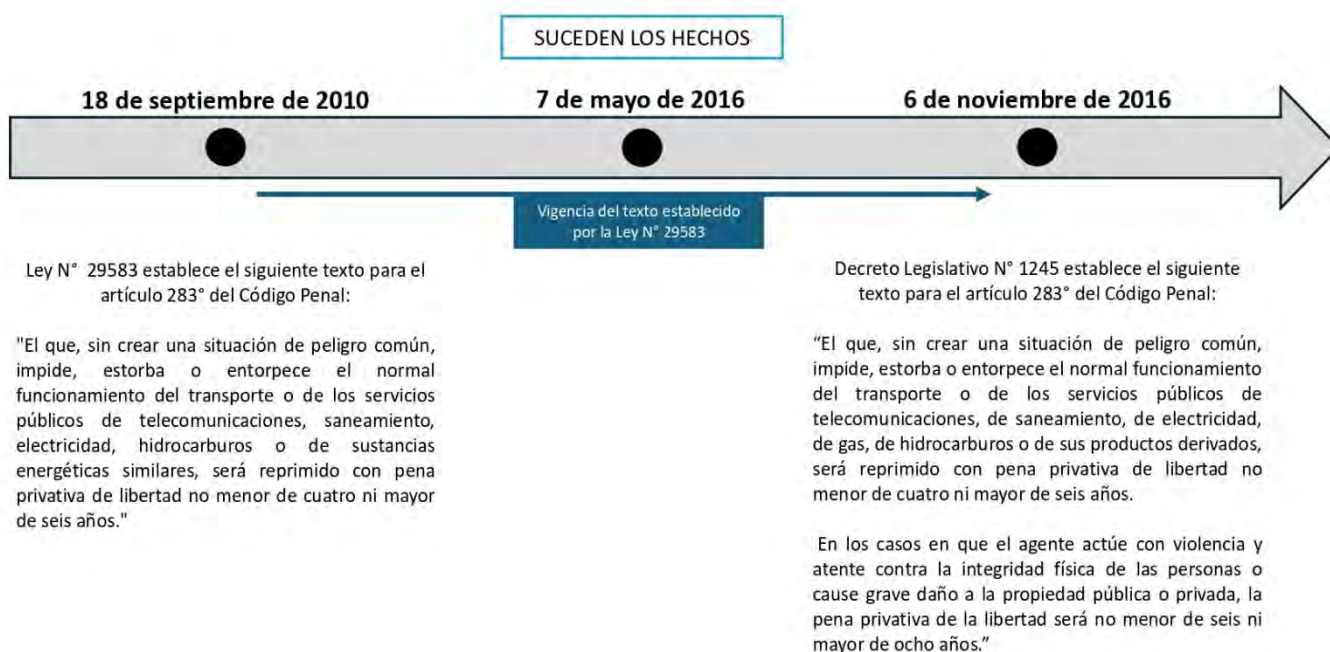 SUCEDEN LOS HECHOS
18 de septiembre de 2010
7 de mayo de 2016
6 de noviembre de 2016
Vigencia del texto establecido
por la Ley N° 29583
Ley N° 29583 establece el siguiente texto para el
artículo 283° del Código Penal:
"El que, sin crear una situación de peligro común,
impide, estorba o entorpece el normal
funcionamiento del transporte o de los servicios
públicos de telecomunicaciones, saneamiento,
electricidad, hidrocarburos o de sustancias
energéticas similares, será reprimido con pena
privativa de libertad no menor de cuatro ni mayor
de seis años."
Decreto Legislativo N° 1245 establece el siguiente
texto para el artículo 283° del Código Penal:
“El que, sin crear una situación de peligro común,
impide, estorba o entorpece el normal funcionamiento
del transporte o de los servicios públicos de
telecomunicaciones, de saneamiento, de electricidad,
de gas, de hidrocarburos o de sus productos derivados,
será reprimido con pena privativa de libertad no
menor de cuatro ni mayor de seis años.
En los casos en que el agente actúe con violencia y
atente contra la integridad física de las personas o
cause grave daño a la propiedad pública o privada, la
pena privativa de la libertad será no menor de seis ni
mayor de ocho años.”